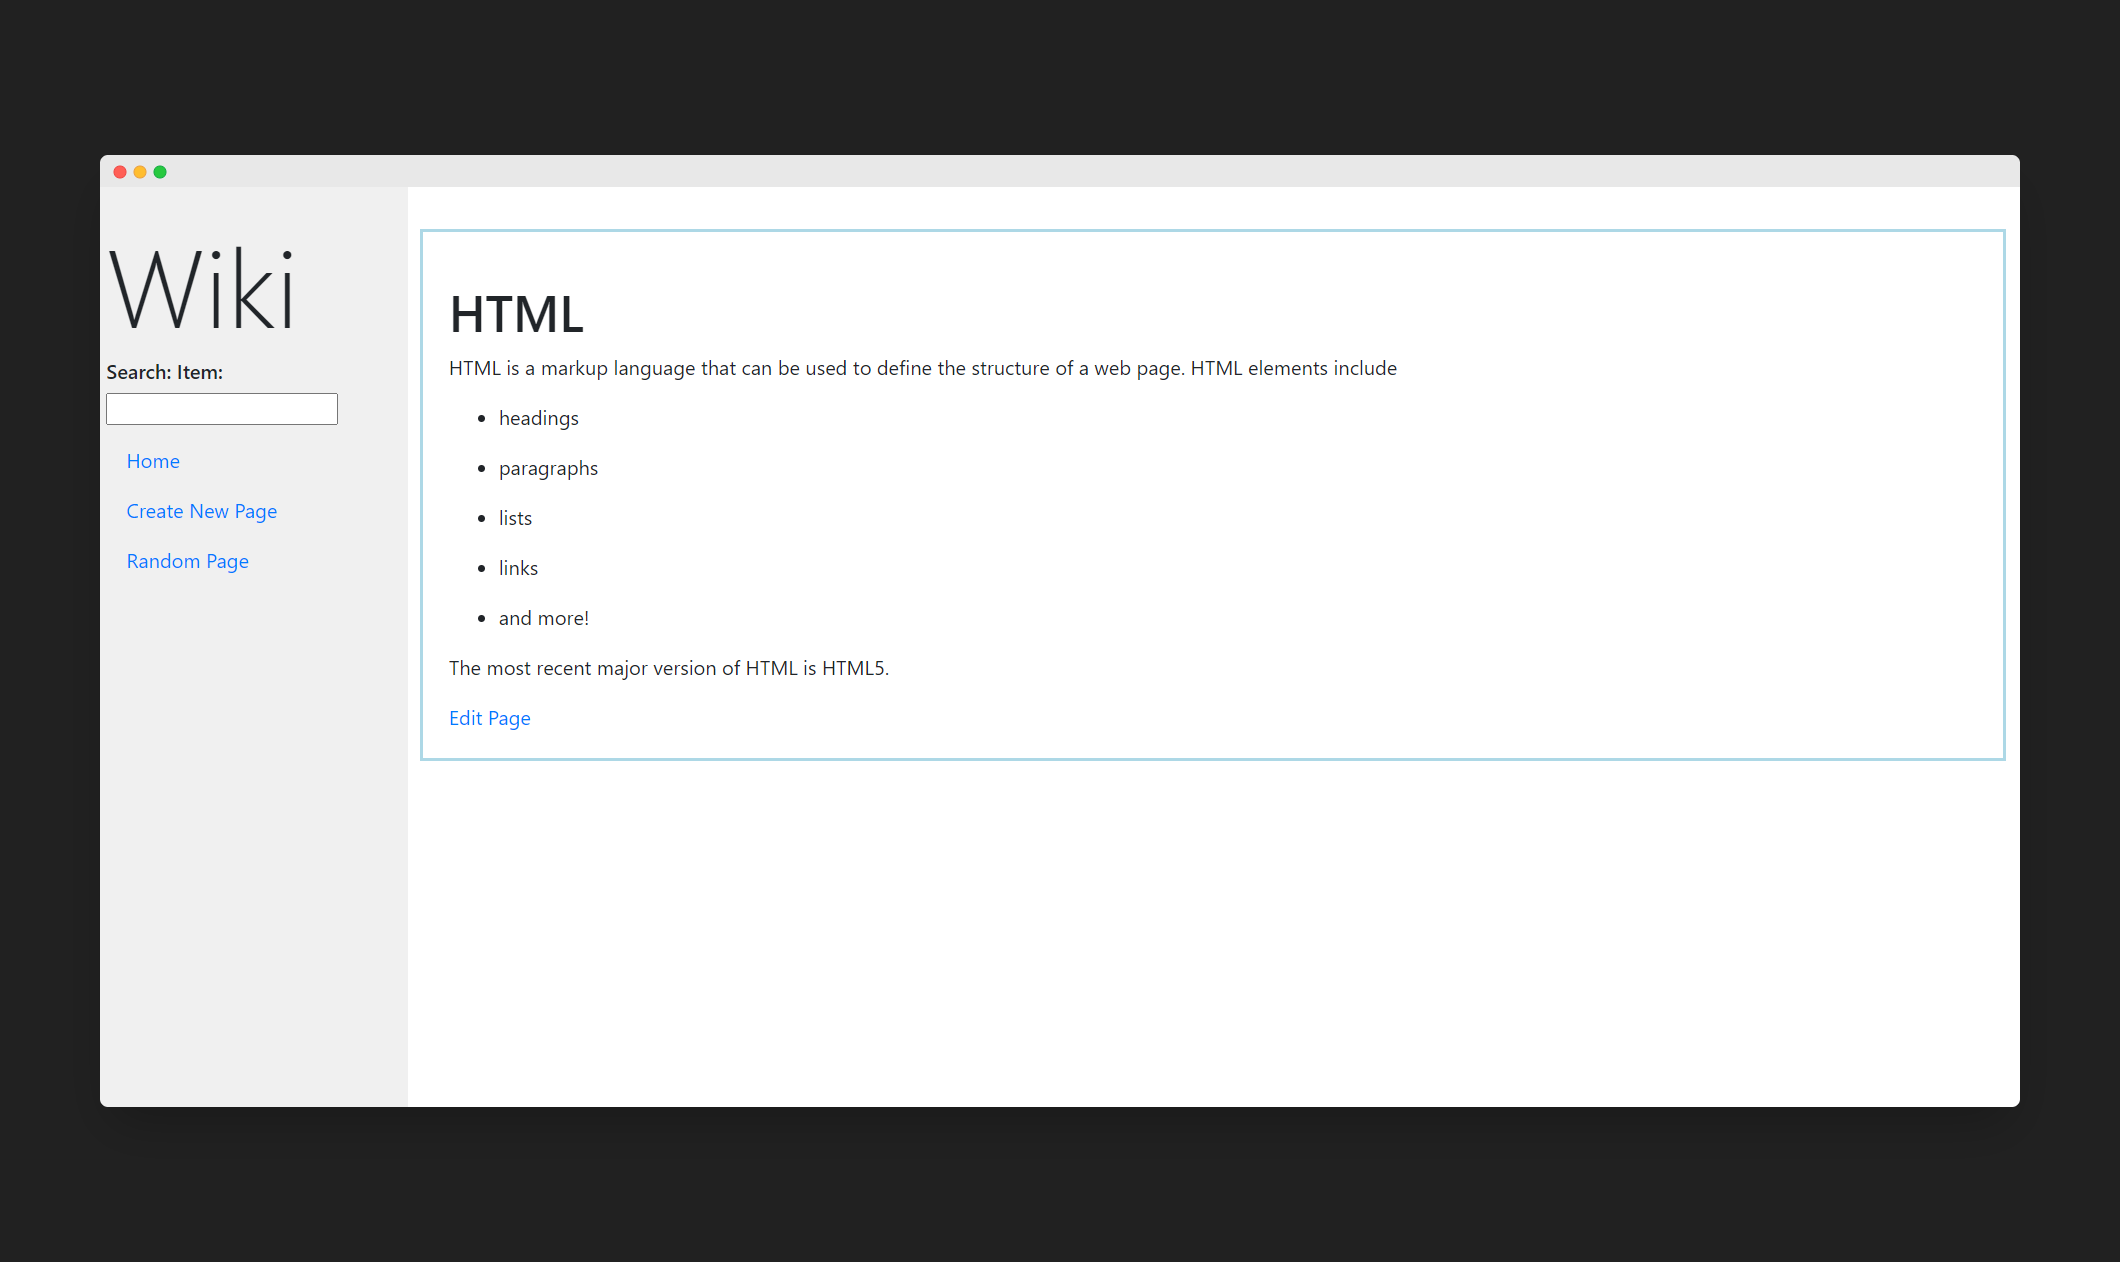 Wiki
Search: Item:
Home
Create New Page
Random Page
HTML
HTML is a markup language that can be used to define the structure of a web page. HTML elements include
headings
paragraphs
lists
links
and more!
The most recent major version of HTML is HTML5.
Edit Page